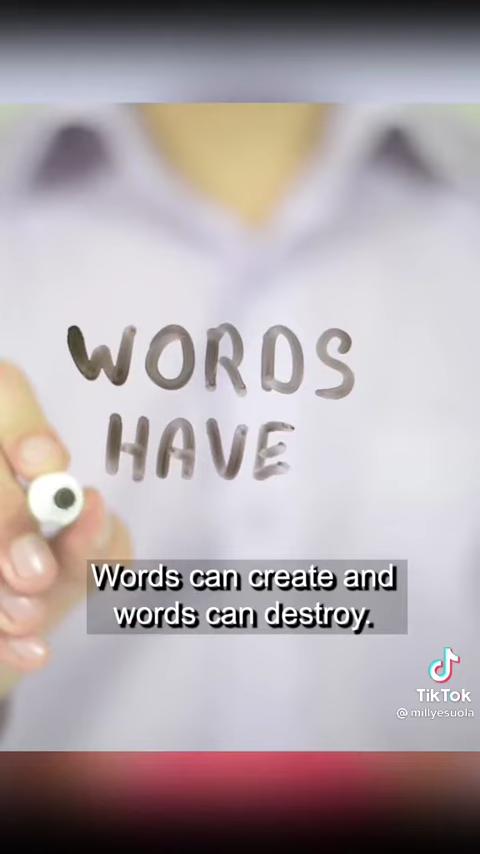 WORDS
HAVE
Words can create and
words can destroy.
TikTok
@millyesuola